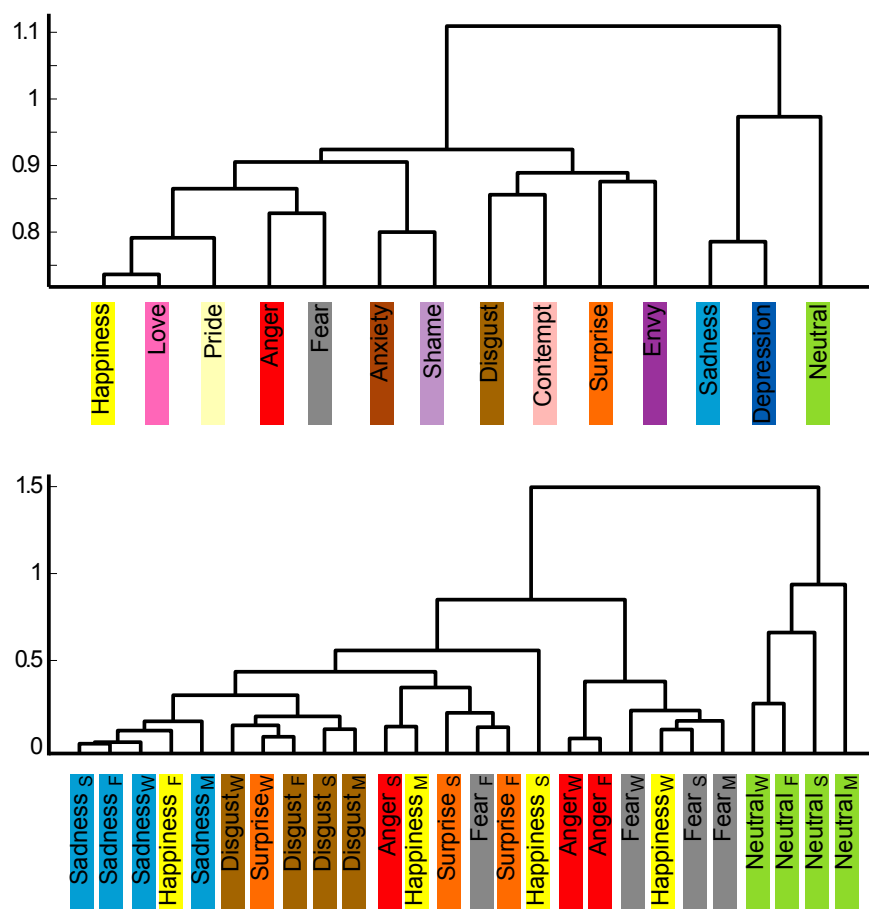 1.1
1
0.9
0.8
Happiness
Love
Pride
Anger
Fear
Anxiety
Shame
Disgust
Contempt
Surprise
Envy
Sadness
Depression
Neutral
1.5
1
0.5
0
Sadness S
Sadness F
Sadness W
Happiness F
Sadness M
Disgust W
Surprise W
Disgust F
Disgust S
Disgust M
Anger S
Happiness M
Surprise S
Fear F
Surprise F
Happiness S
Anger W
Anger F
Fear W
Happiness W
Fear S
Fear M
Neutral W
Neutral F
Neutral S
Neutral M